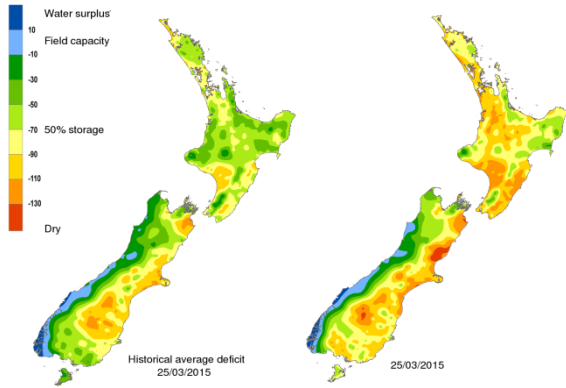 Water surplus
10
Field capacity
-10
-30
-50
50% storage
-70
-90
-110
-130
Dry
Historical average deficit
25/03/2015
25/03/2015